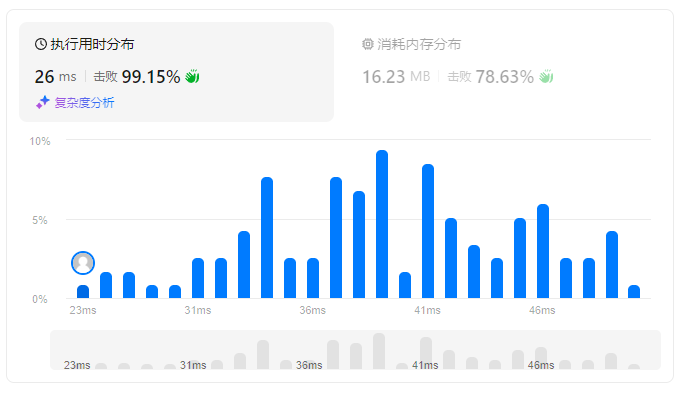 执行用时分布
26 ms 击败 99.15%
复杂度分析
消耗内存分布
16.23 MB 击败 78.63%
10%
5%
0%
23ms 31ms 36ms 41ms 46ms
23ms 31ms 36ms 41ms 46ms